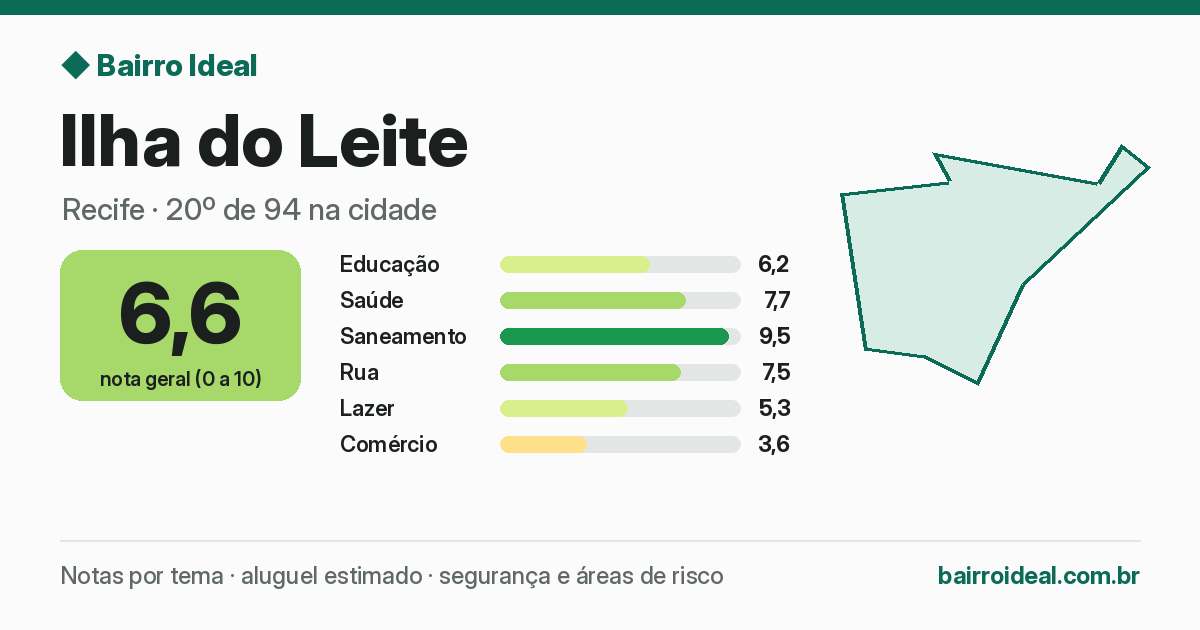 Bairro Ideal
Ilha do Leite
Recife · 20º de 94 na cidade
6,6
nota geral (0 a 10)
Educação 6,2
Saúde 7,7
Saneamento 9,5
Rua 7,5
Lazer 5,3
Comércio 3,6
Notas por tema · aluguel estimado · segurança e áreas de risco
bairroideal.com.br